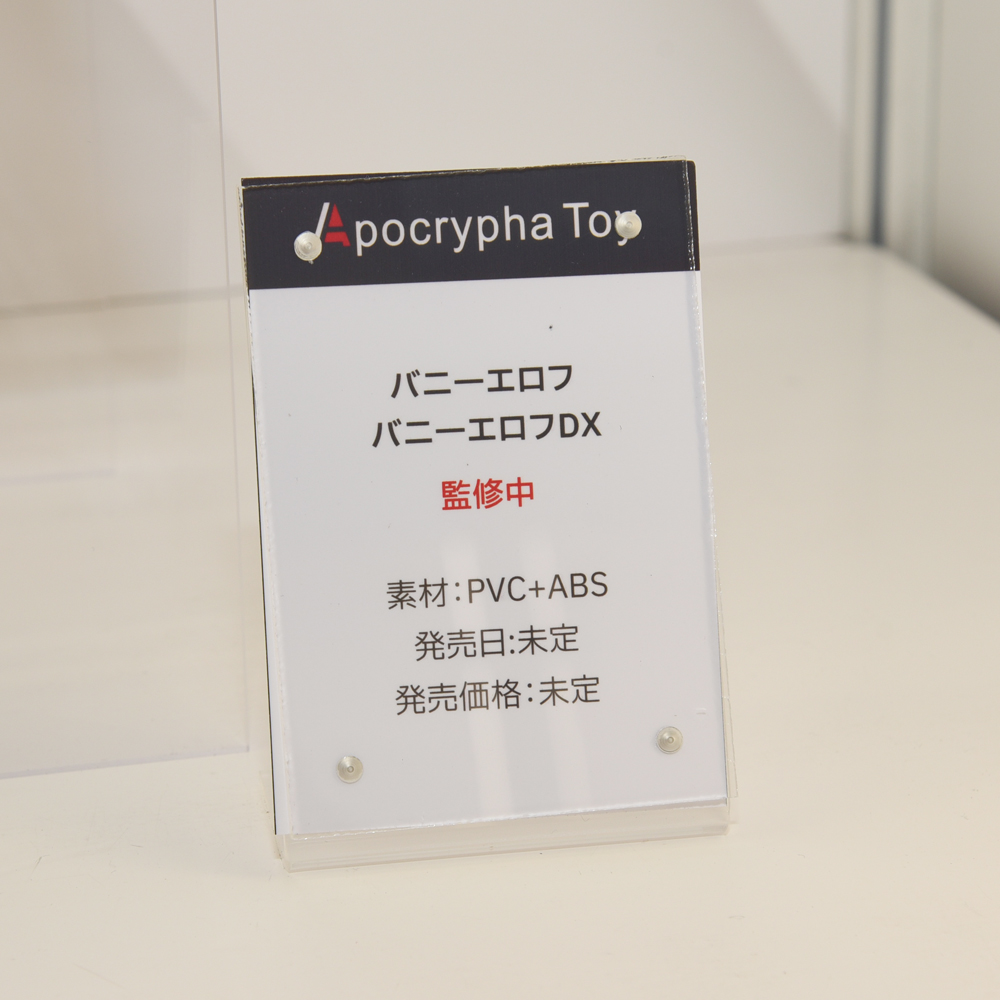 Apocrypha Toy
バニーエロフ
バニーエロフDX
監修中
素材：PVC+ABS
発売日:未定
発売価格：未定